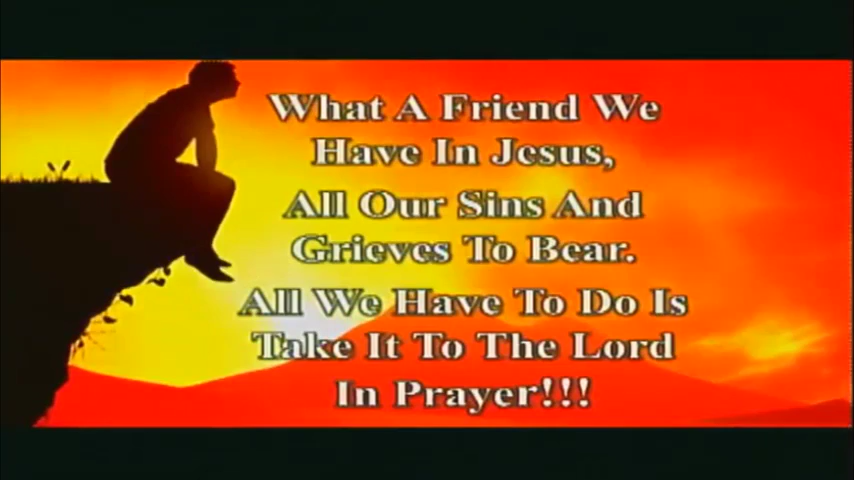 What A Friend We
Have In Jesus,
All Our Sins And
Grieves To Bear.
All We Have To Do Is
Take It To The Lord
In Prayer!!!